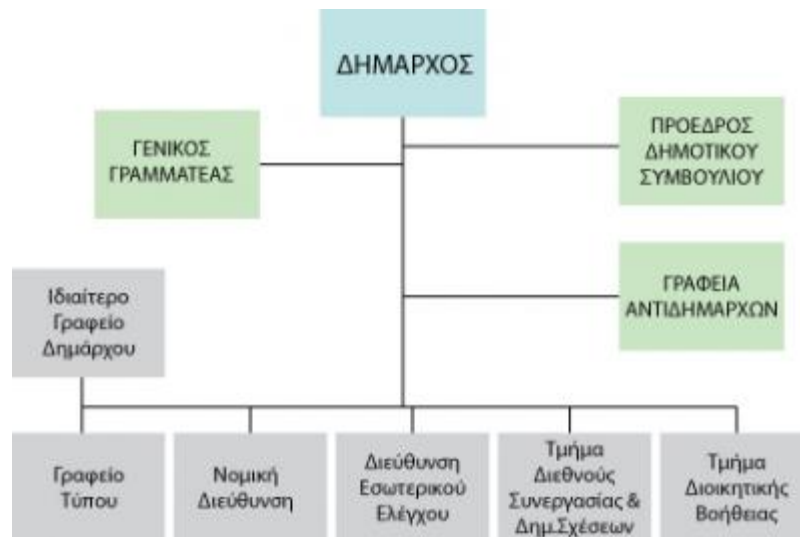 ΔΗΜΑΡΧΟΣ
ΓΕΝΙΚΟΣ
ΓΡΑΜΜΑΤΕΑΣ
ΠΡΟΕΔΡΟΣ
ΔΗΜΟΤΙΚΟΥ
ΣΥΜΒΟΥΛΙΟΥ
ΓΡΑΦΕΙΑ
ΑΝΤΙΔΗΜΑΡΧΩΝ
Ιδιαίτερο
Γραφείο
Δημάρχου
Γραφείο
Τύπου
Νομική
Διεύθυνση
Διεύθυνση
Εσωτερικού
Ελέγχου
Τμήμα
Διεθνούς
Συνεργασίας &
Δημ.Σχέσεων
Τμήμα
Διοικητικής
Βοήθειας